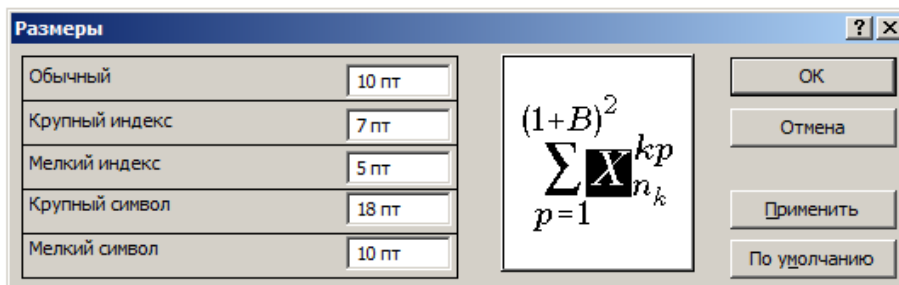 Размеры
Обычный 10 пт
Крупный индекс 7 пт
Мелкий индекс 5 пт
Крупный символ 18 пт
Мелкий символ 10 пт
(1+B)^2
∑ X^{kp}_{n_k}
p=1
? ×
OK
Отмена
Применить
По умолчанию